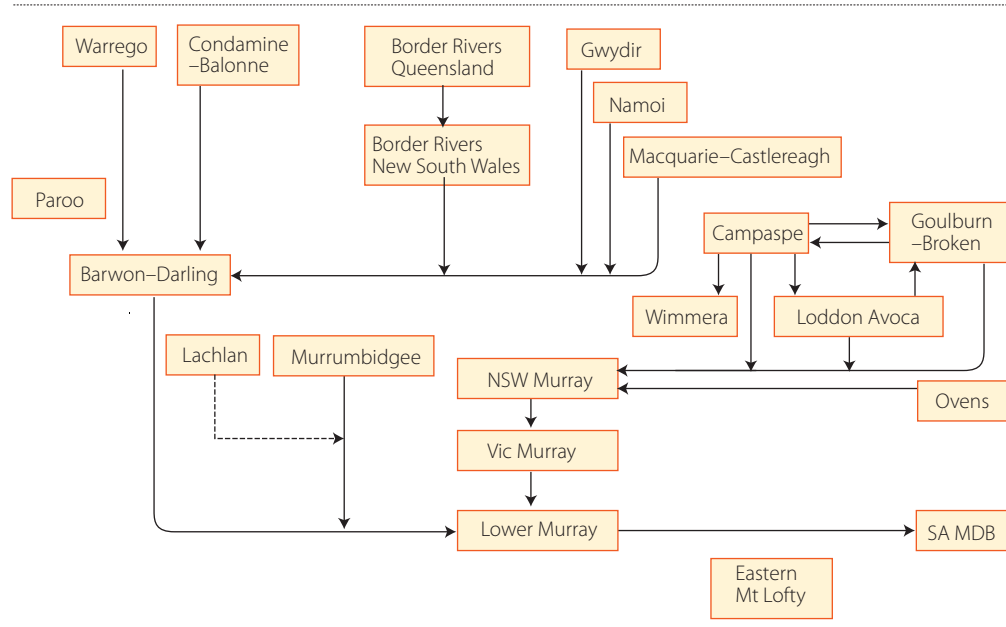 Warrego
Condamine
–Balonne
Border Rivers
Queensland
Gwydir
Namoi
Border Rivers
New South Wales
Macquarie–Castlereagh
Paroo
Campaspe
Goulburn
–Broken
Barwon–Darling
Wimmera
Loddon Avoca
Lachlan
Murrumbidgee
NSW Murray
Ovens
Vic Murray
Lower Murray
SA MDB
Eastern
Mt Lofty